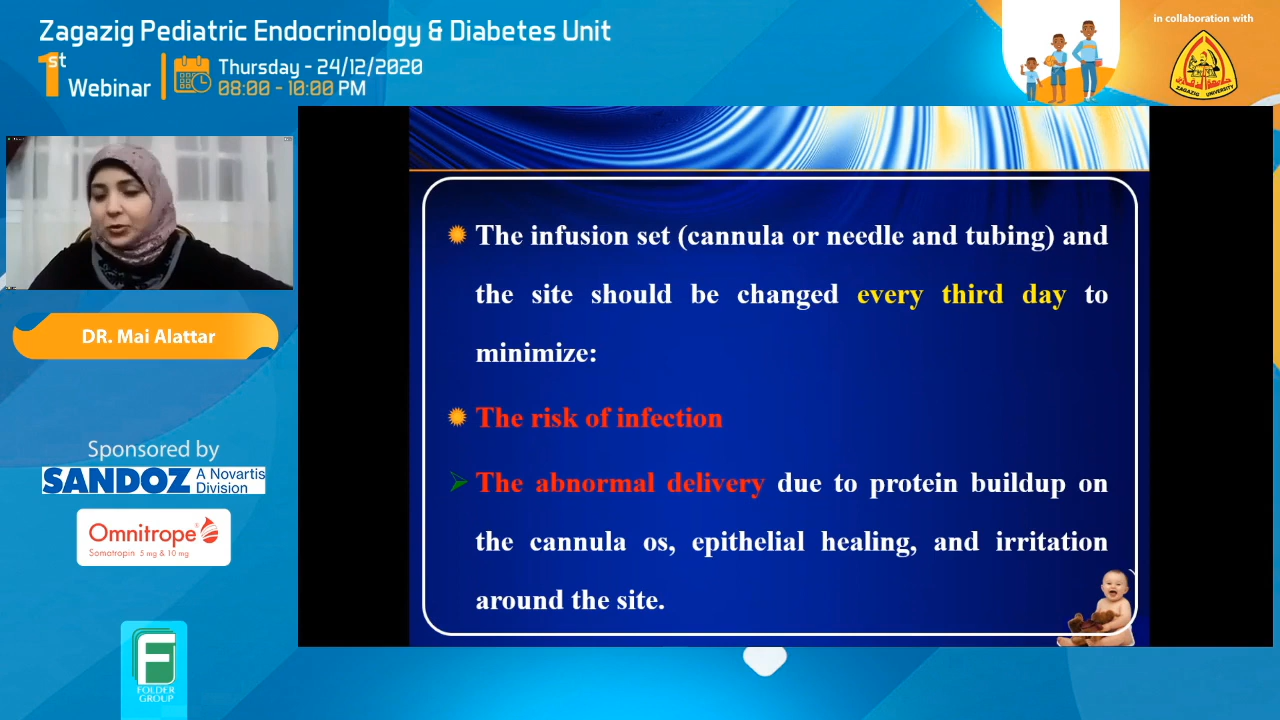 Zagazig Pediatric Endocrinology & Diabetes Unit
1st Webinar
Thursday - 24/12/2020
08:00 - 10:00 PM
in collaboration with
ZAGAZIG UNIVERSITY
DR. Mai Alattar
Sponsored by
SANDOZ A Novartis
Division
Omnitrope®
Somatropin 5 mg & 10 mg
FOLDER
GROUP
The infusion set (cannula or needle and tubing) and
the site should be changed every third day to
minimize:
The risk of infection
The abnormal delivery due to protein buildup on
the cannula os, epithelial healing, and irritation
around the site.